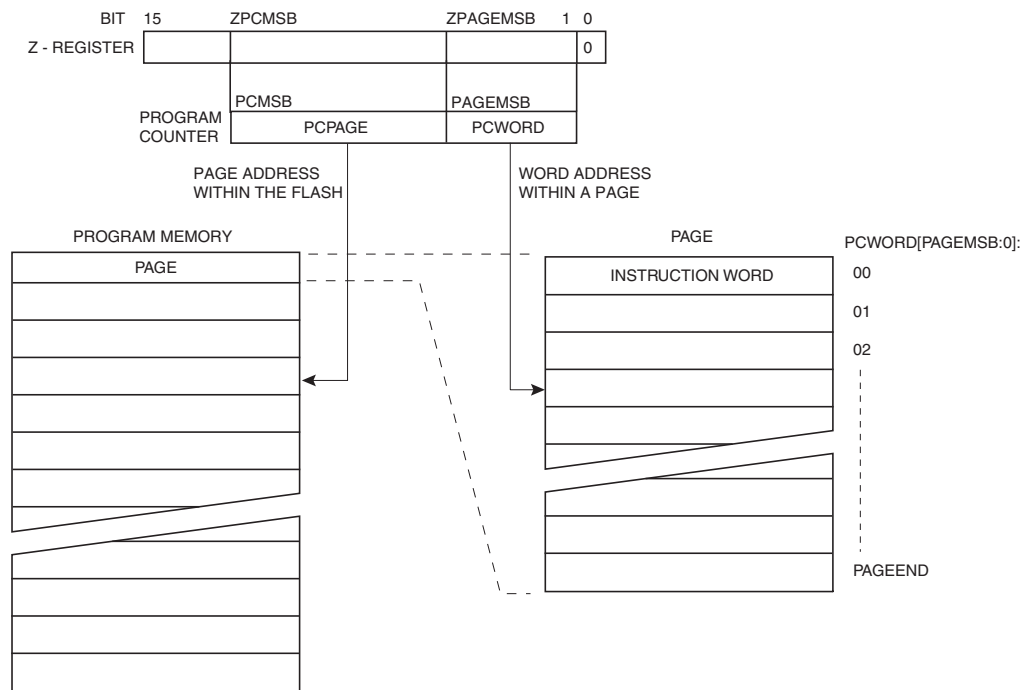 BIT 15 ZPCMSB ZPAGEMSB 1 0
Z - REGISTER 0
PCMSB PAGEMSB
PROGRAM
COUNTER
PCPAGE PCWORD
PAGE ADDRESS
WITHIN THE FLASH
WORD ADDRESS
WITHIN A PAGE
PROGRAM MEMORY
PAGE
PAGE
PCWORD[PAGEMSB:0]:
INSTRUCTION WORD
00
01
02
PAGEEND